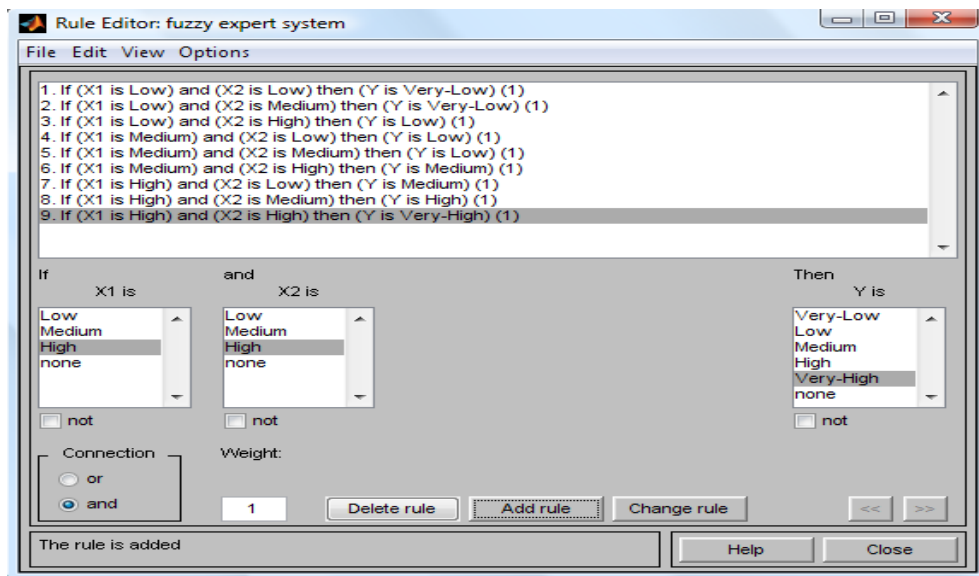 Rule Editor: fuzzy expert system
File Edit View Options
1. If (X1 is Low) and (X2 is Low) then (Y is Very-Low) (1)
2. If (X1 is Low) and (X2 is Medium) then (Y is Very-Low) (1)
3. If (X1 is Low) and (X2 is High) then (Y is Low) (1)
4. If (X1 is Medium) and (X2 is Low) then (Y is Low) (1)
5. If (X1 is Medium) and (X2 is Medium) then (Y is Low) (1)
6. If (X1 is Medium) and (X2 is High) then (Y is Medium) (1)
7. If (X1 is High) and (X2 is Low) then (Y is Medium) (1)
8. If (X1 is High) and (X2 is Medium) then (Y is High) (1)
9. If (X1 is High) and (X2 is High) then (Y is Very-High) (1)
If
X1 is
Low
Medium
High
none
not
and
X2 is
Low
Medium
High
none
not
Then
Y is
Very-Low
Low
Medium
High
Very-High
none
not
Connection
or
and
Weight:
1
Delete rule
Add rule
Change rule
<<
>>
The rule is added
Help
Close